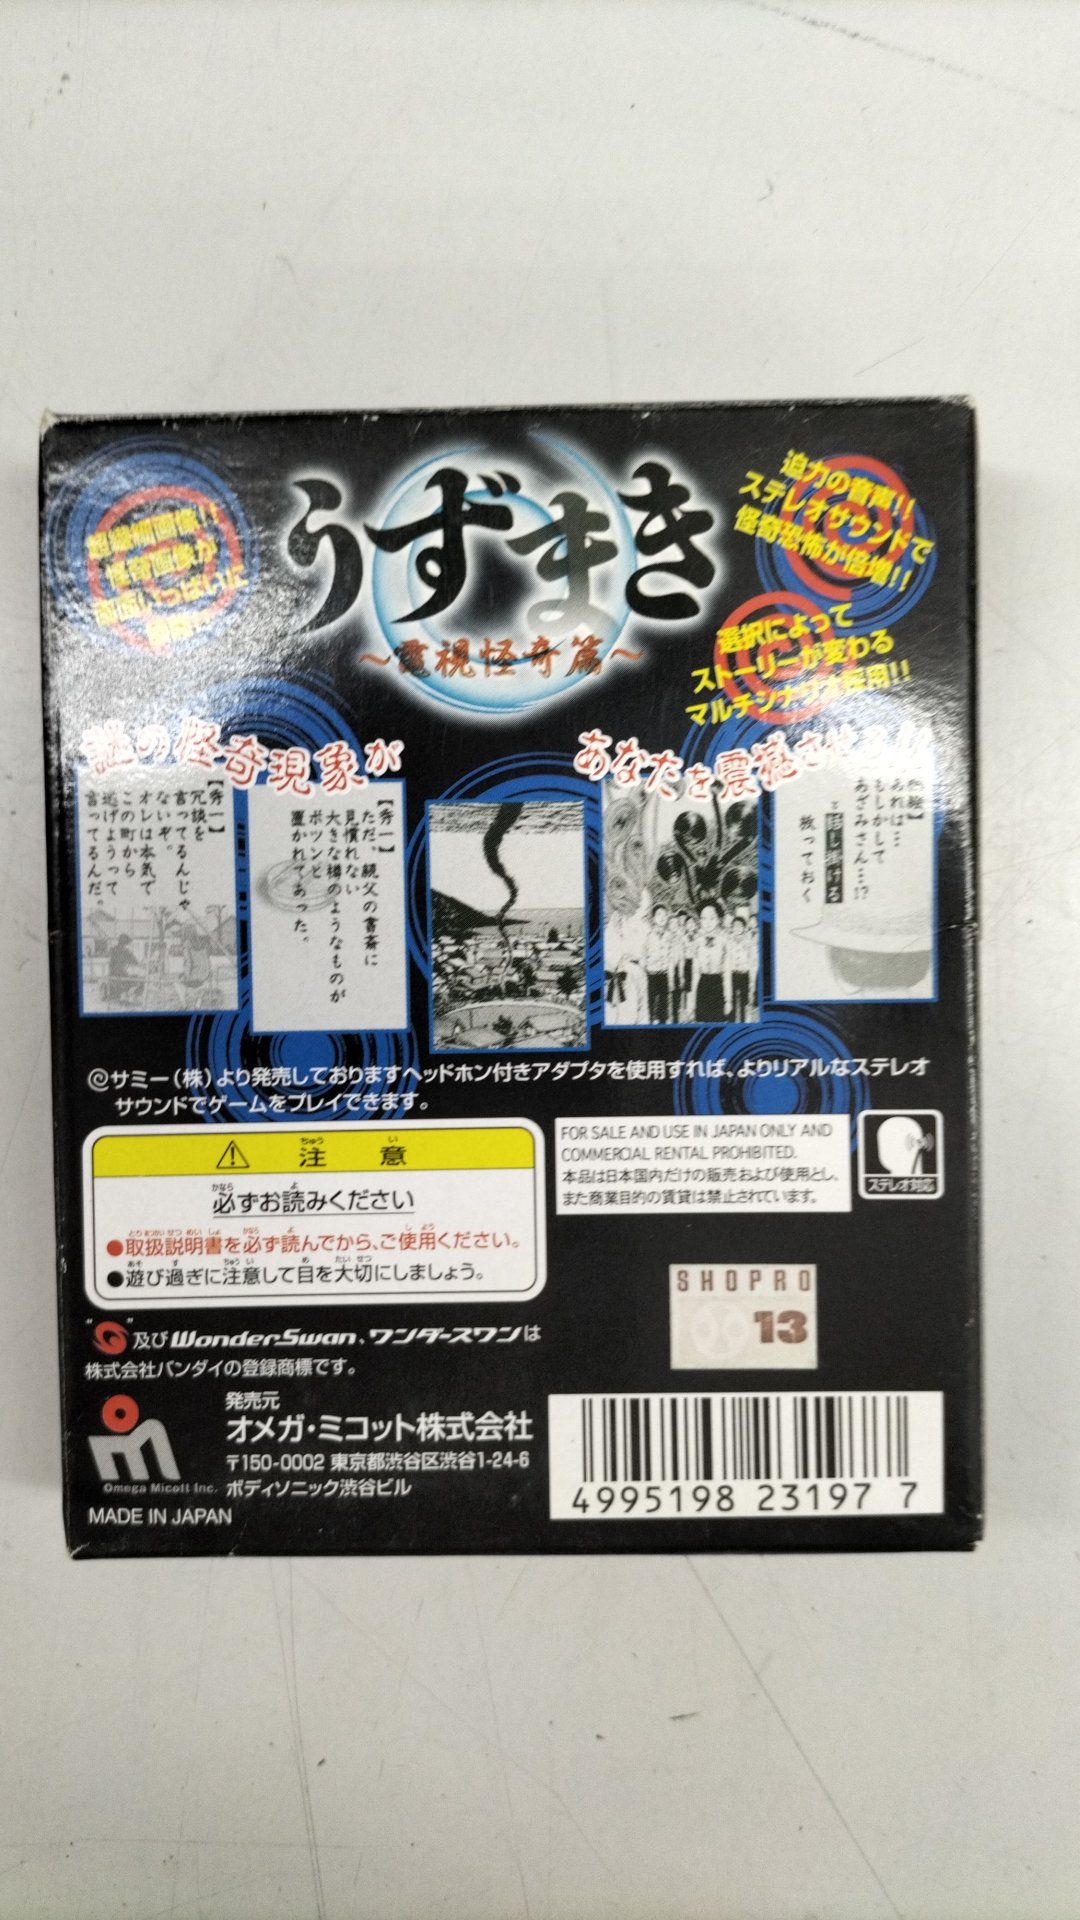 うずまき
～電視怪奇篇～
超繊細画像!!
怪奇画像が
画面いっぱいに
迫力の音声!!
ステレオサウンドで
怪奇恐怖が倍増!!
選択によって
ストーリーが変わる
マルチシナリオ採用!!
謎の怪奇現象が
あなたを震撼させる!!
【秀一】
冗談を
言ってるんじゃ
ないぞ。
オレは本気で
この町から
逃げようって
言ってるんだ。
【秀一】
ただ、親父の書斎に
見慣れない
大きな樽のようなものが
ポツンと
置かれてあった。
あれは…
もしかして
あざみさん…!?
話し掛ける
放っておく
サミー(株)より発売しておりますヘッドホン付きアダプタを使用すれば、よりリアルなステレオ
サウンドでゲームをプレイできます。
注意
必ずお読みください
●取扱説明書を必ず読んでから、ご使用ください。
●遊び過ぎに注意して目を大切にしましょう。
FOR SALE AND USE IN JAPAN ONLY AND
COMMERCIAL RENTAL PROHIBITED.
本品は日本国内だけの販売および使用とし、
また商業目的の賃貸は禁止されています。
ステレオ対応
SHOPRO
13
" "及びWonderSwan、ワンダースワンは
株式会社バンダイの登録商標です。
発売元
オメガ・ミコット株式会社
〒150-0002 東京都渋谷区渋谷1-24-6
ボディソニック渋谷ビル
Omega Micott Inc.
MADE IN JAPAN
4995198 23197 7